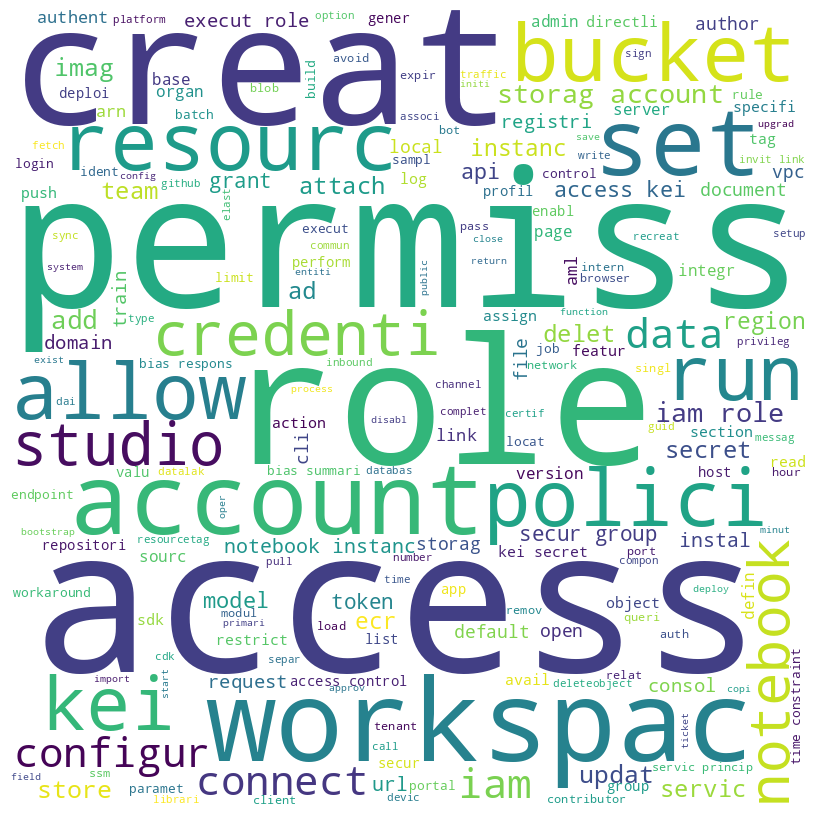 authent
platform
execut role
gener
option
admin
directli
author
creat
bucket
sign
imag
base
build
avoid
storag account
deploi
organ
blob
expir
traffic
initi
server
specifi
rule
arn
batch
associ
registri
upgrad
resourc
fetch
bot
save
set
tag
login
ident
config
github
local
sampl
instanc
write
control
invit link
push
team
grant
elast
attach
log
api
profil
access kei
document
vpc
permiss
sync
execut
commun
pass
close
enabl
page
recreat
setup
system
train
limit
perform
entiti
public
return
aml
intern
browser
integr
add
type
ad
assign
function
delet
data
region
domain
credenti
file
job
featur
network
privileg
exist
bias respons
inbound
allow
dai
process
role
channel
disabl
complet
certif
singl
run
guid
iam role
studio
action
cli
link
locat
section
messag
secret
valu
datalak
bias summari
databas
version
host
read
hour
endpoint
account
oper
polici
bootstrap
resourcetag
repositori
sourc
notebook instanc
storag
number
secur group
kei secret
port
compon
instal
minut
workaround
pull
time
access
sdk
model
modul
primari
token
app
remov
object
queri
defin
deploy
notebook
restrict
load
ecr
list
default
open
auth
cdk
separ
relat
import
start
request
access control
approv
avail
deleteobject
consol
copi
time constraint
kei
workspac
tenant
ticket
configur
call
secur
servic princip
field
ssm
connect
url
portal
iam
updat
group
servic
store
paramet
librari
client
devic
contributor